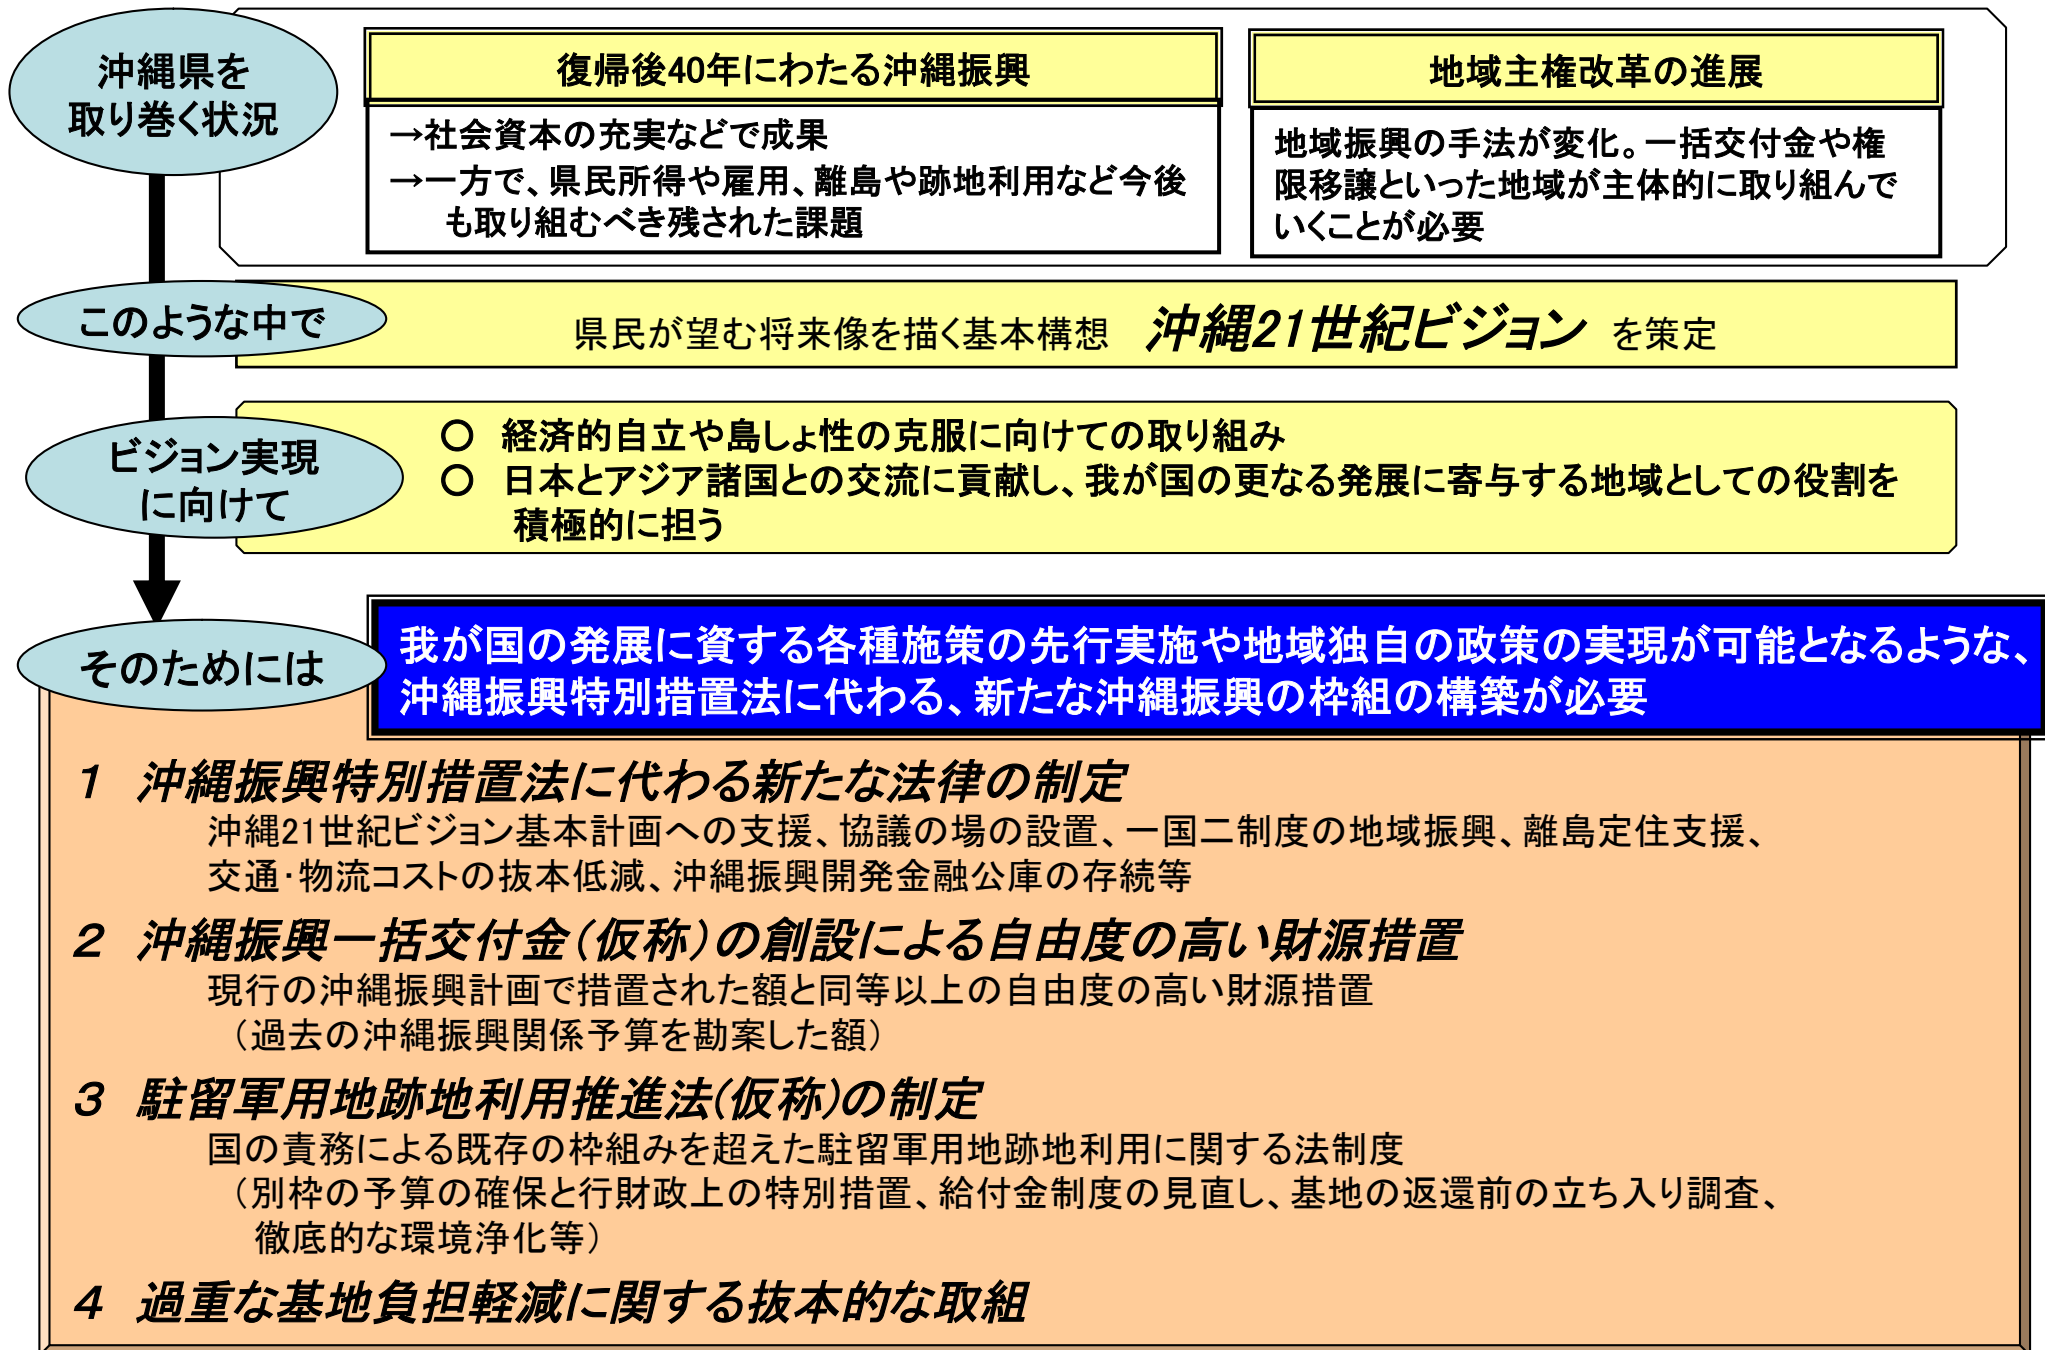 沖縄県を
取り巻く状況
復帰後40年にわたる沖縄振興
→社会資本の充実などで成果
→一方で、県民所得や雇用、離島や跡地利用など今後
も取り組むべき残された課題
地域主権改革の進展
地域振興の手法が変化。一括交付金や権
限移譲といった地域が主体的に取り組んで
いくことが必要
このような中で
県民が望む将来像を描く基本構想 沖縄21世紀ビジョン を策定
ビジョン実現
に向けて
○ 経済的自立や島しょ性の克服に向けての取り組み
○ 日本とアジア諸国との交流に貢献し、我が国の更なる発展に寄与する地域としての役割を
積極的に担う
そのためには
我が国の発展に資する各種施策の先行実施や地域独自の政策の実現が可能となるような、
沖縄振興特別措置法に代わる、新たな沖縄振興の枠組の構築が必要
1 沖縄振興特別措置法に代わる新たな法律の制定
沖縄21世紀ビジョン基本計画への支援、協議の場の設置、一国二制度の地域振興、離島定住支援、
交通・物流コストの抜本低減、沖縄振興開発金融公庫の存続等
2 沖縄振興一括交付金(仮称)の創設による自由度の高い財源措置
現行の沖縄振興計画で措置された額と同等以上の自由度の高い財源措置
(過去の沖縄振興関係予算を勘案した額)
3 駐留軍用地跡地利用推進法(仮称)の制定
国の責務による既存の枠組みを超えた駐留軍用地跡地利用に関する法制度
(別枠の予算の確保と行財政上の特別措置、給付金制度の見直し、基地の返還前の立ち入り調査、
徹底的な環境浄化等)
4 過重な基地負担軽減に関する抜本的な取組